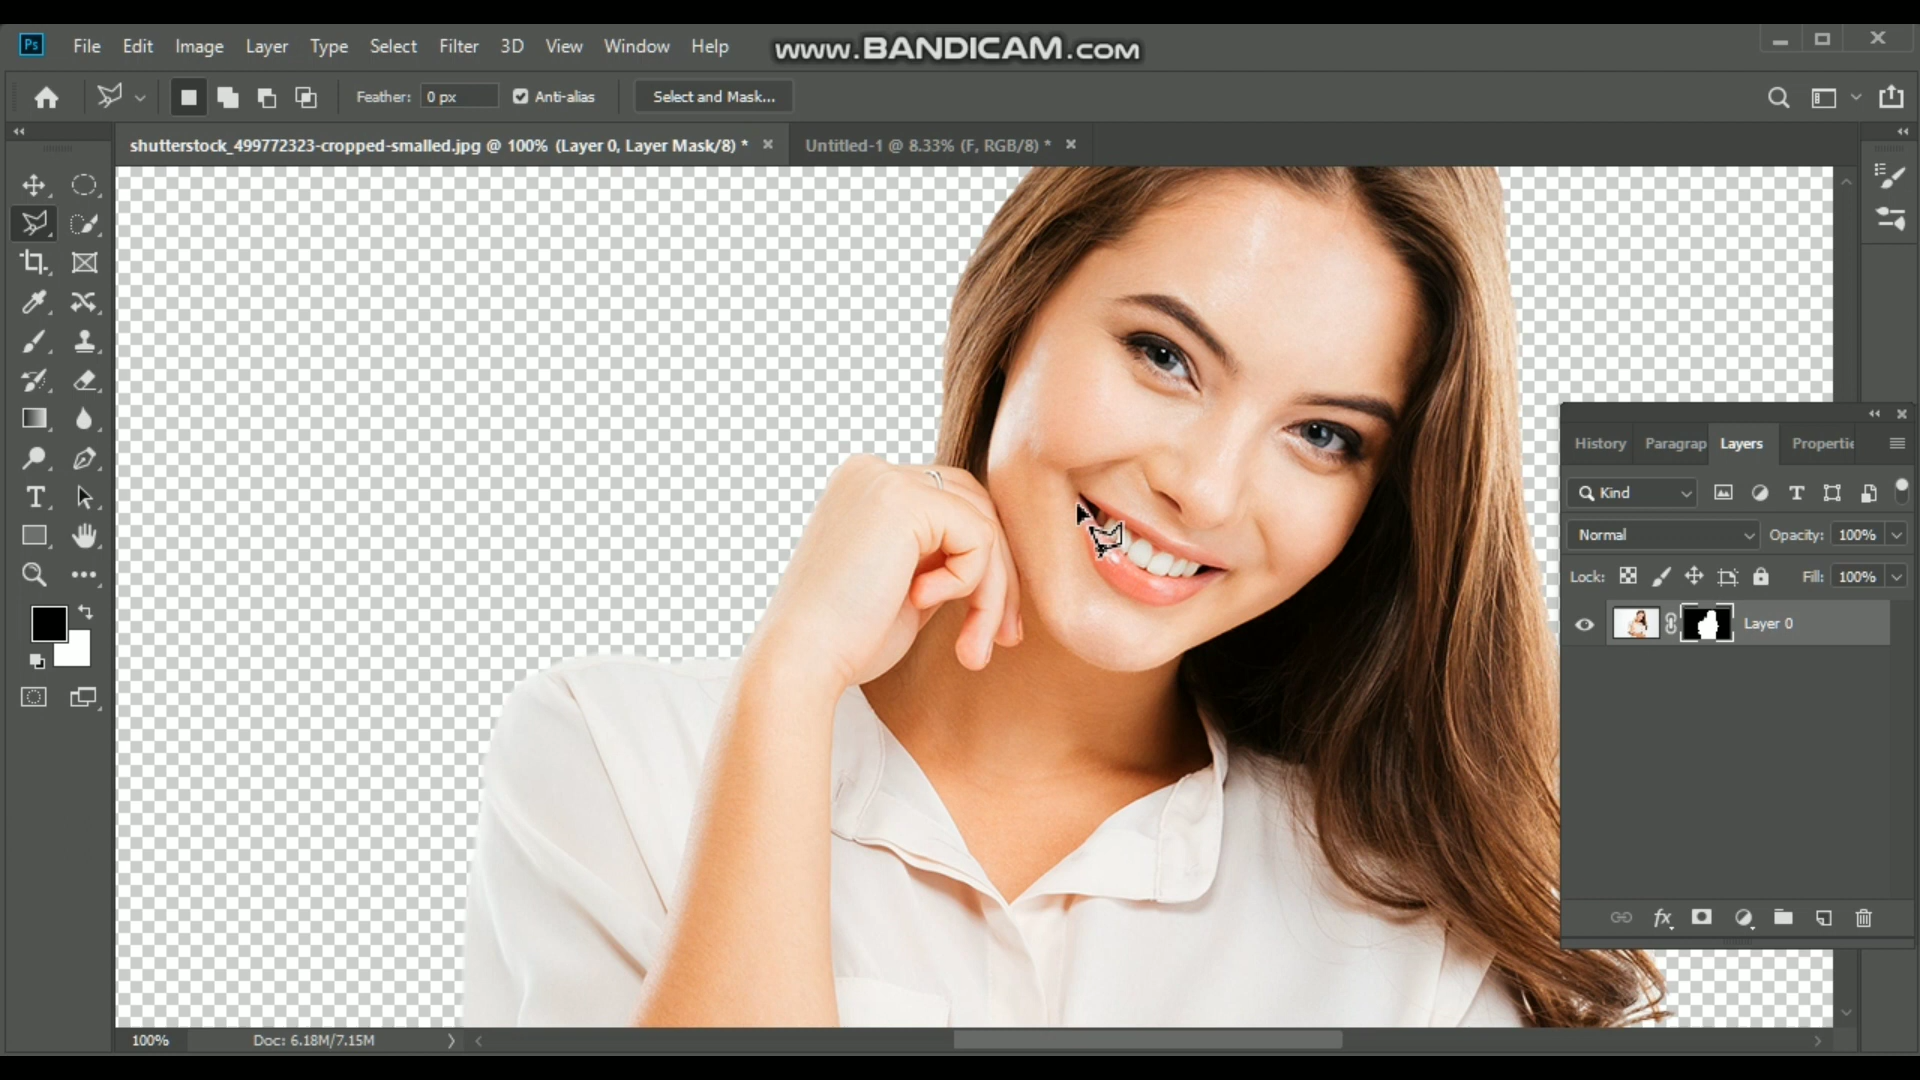 Ps File Edit Image Layer Type Select Filter 3D View Window Help www.BANDICAM.com
Feather: 0 px Anti-alias Select and Mask...
shutterstock_499772323-cropped-smalled.jpg @ 100% (Layer 0, Layer Mask/8) * Untitled-1 @ 8.33% (F, RGB/8) *
History Paragrap Layers Propertie
Kind
Normal Opacity: 100%
Lock: Fill: 100%
Layer 0
fx
100% Doc: 6.18M/7.15M